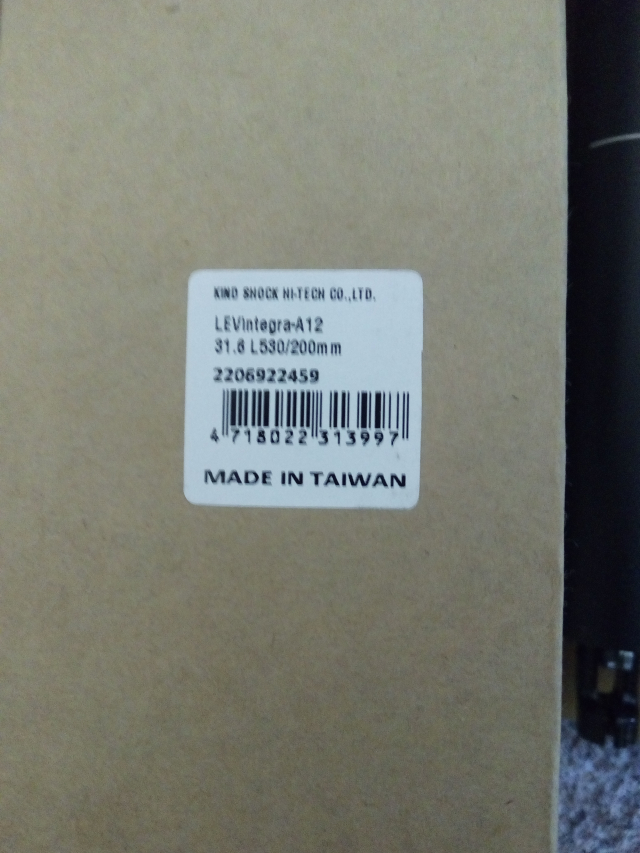 KIND SHOCK HI-TECH CO.,LTD.
LEVintegra-A12
31.6 L530/200mm
2206922459
4 718022 313997
MADE IN TAIWAN